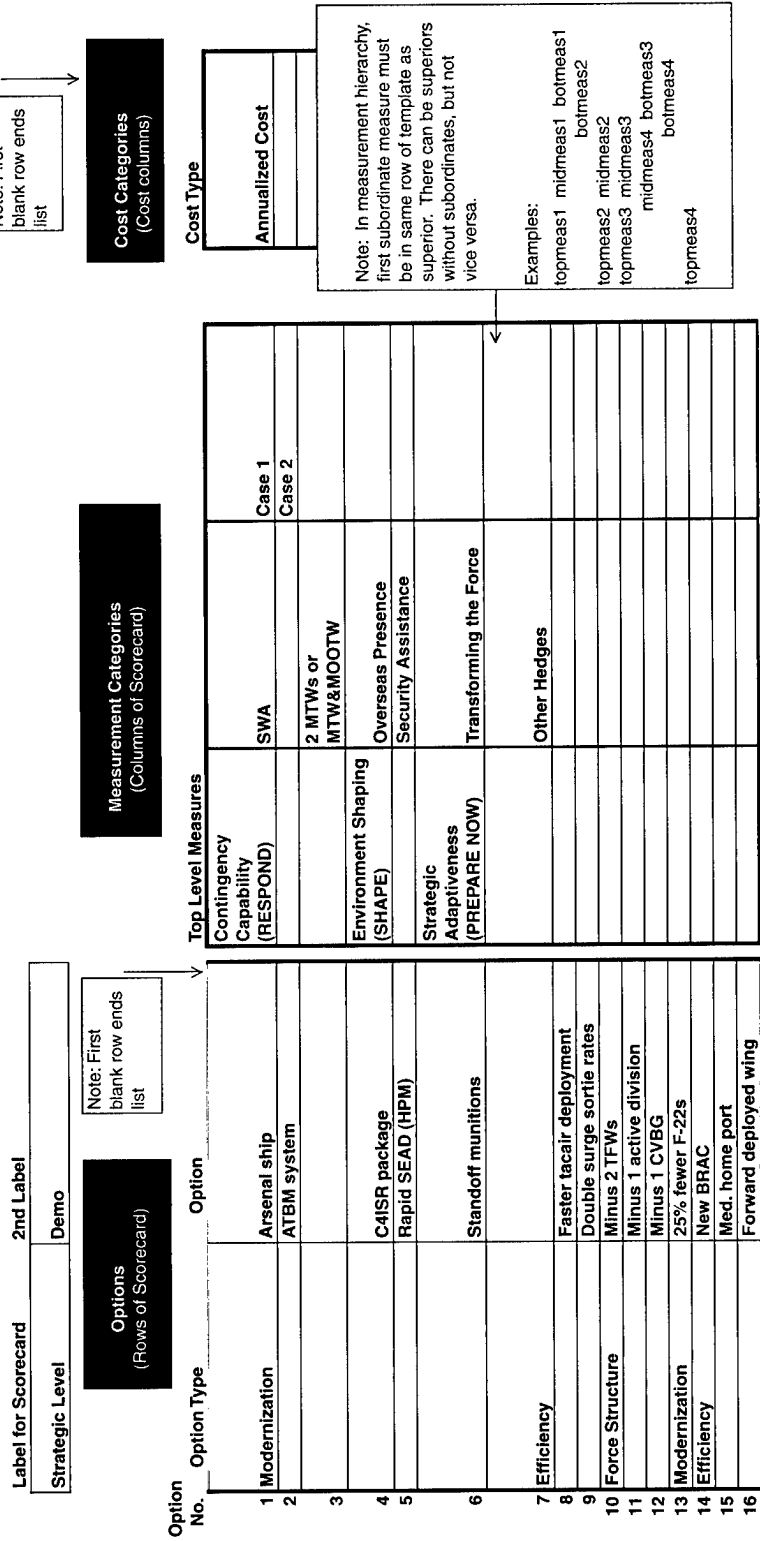 Label for Scorecard 2nd Label
Strategic Level Demo
Options
(Rows of Scorecard)
Note: First
blank row ends
list
Option
No. Option Type Option
1 Modernization Arsenal ship
2 ATBM system
3
4 C4ISR package
5 Rapid SEAD (HPM)
6 Standoff munitions
7 Efficiency
8 Faster tacair deployment
9 Double surge sortie rates
10 Force Structure Minus 2 TFWs
11 Minus 1 active division
12 Minus 1 CVBG
13 Modernization 25% fewer F-22s
14 Efficiency New BRAC
15 Med. home port
16 Forward deployed wing
Measurement Categories
(Columns of Scorecard)
Top Level Measures
Contingency
Capability
(RESPOND) SWA Case 1
Case 2
2 MTWs or
MTW&MOOTW
Environment Shaping
(SHAPE) Overseas Presence
Security Assistance
Strategic
Adaptiveness
(PREPARE NOW) Transforming the Force
Other Hedges
Note: First
blank row ends
list
Cost Categories
(Cost columns)
Cost Type
Annualized Cost
Note: In measurement hierarchy,
first subordinate measure must
be in same row of template as
superior. There can be superiors
without subordinates, but not
vice versa.
Examples:
topmeas1 midmeas1 botmeas1
botmeas2
topmeas2 midmeas2
topmeas3 midmeas3
midmeas4 botmeas3
botmeas4
topmeas4